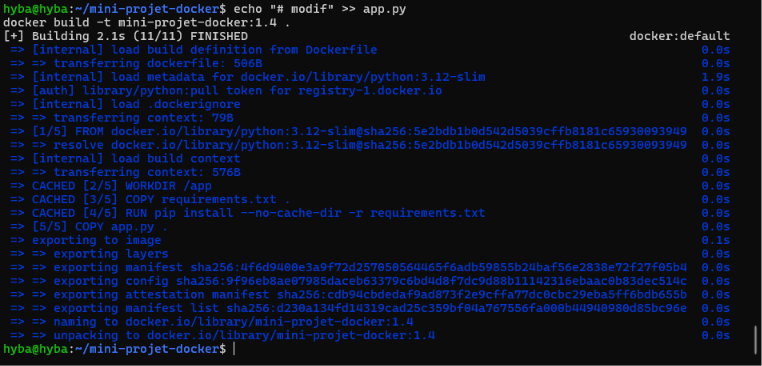 hyba@hyba:~/mini-projet-docker$ echo "# modif" >> app.py
docker build -t mini-projet-docker:1.4 .
[+] Building 2.1s (11/11) FINISHED docker:default
=> [internal] load build definition from Dockerfile 0.0s
=> => transferring dockerfile: 506B 0.0s
=> [internal] load metadata for docker.io/library/python:3.12-slim 1.9s
=> [auth] library/python:pull token for registry-1.docker.io 0.0s
=> [internal] load .dockerignore 0.0s
=> => transferring context: 79B 0.0s
=> [1/5] FROM docker.io/library/python:3.12-slim@sha256:5e2bdb1b0d542d5039cffb8181c65930093949 0.0s
=> => resolve docker.io/library/python:3.12-slim@sha256:5e2bdb1b0d542d5039cffb8181c65930093949 0.0s
=> [internal] load build context 0.0s
=> => transferring context: 576B 0.0s
=> CACHED [2/5] WORKDIR /app 0.0s
=> CACHED [3/5] COPY requirements.txt . 0.0s
=> CACHED [4/5] RUN pip install --no-cache-dir -r requirements.txt 0.0s
=> [5/5] COPY app.py . 0.0s
=> exporting to image 0.1s
=> => exporting layers 0.0s
=> => exporting manifest sha256:4f6d9400e3a9f72d257050564465f6adb59855b24baf56e2838e72f27f05b4 0.0s
=> => exporting config sha256:9f96eb8ae07985daceb63379c6bd4d8f7dc9d88b11142316ebaac0b83dec514c 0.0s
=> => exporting attestation manifest sha256:cdb94cbdedaf9ad873f2e9cffa77dc0cbc29eba5ff6bdb655b 0.0s
=> => exporting manifest list sha256:d230a134fd14319cad25c359bf04a767556fa000b44940980d85bc96e 0.0s
=> => naming to docker.io/library/mini-projet-docker:1.4 0.0s
=> => unpacking to docker.io/library/mini-projet-docker:1.4 0.0s
hyba@hyba:~/mini-projet-docker$